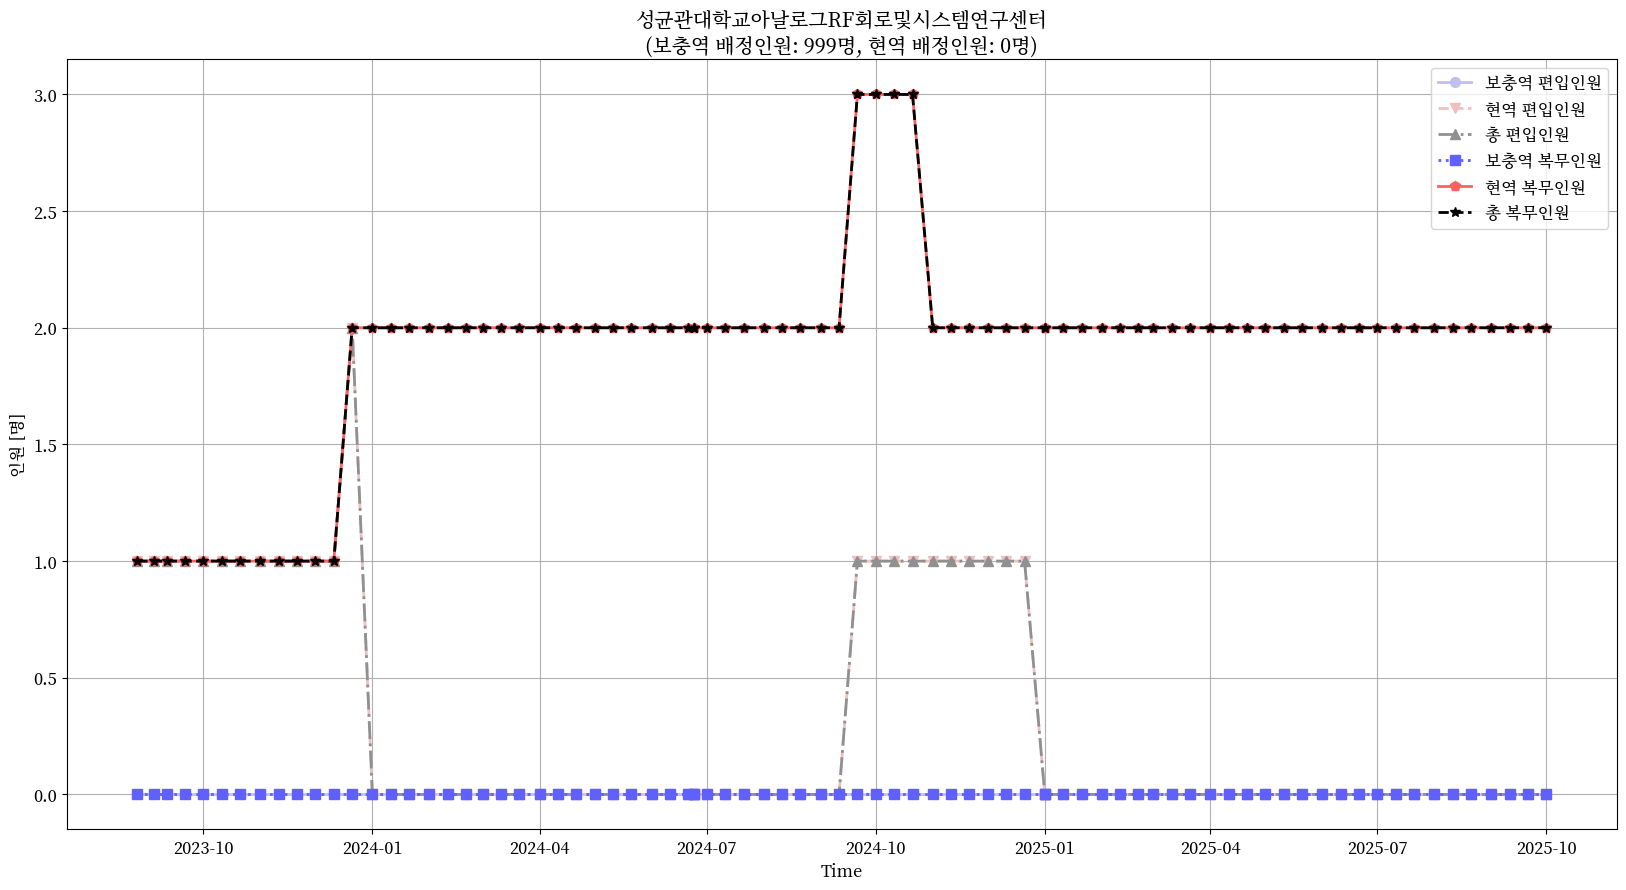 성균관대학교아날로그RF회로및시스템연구센터
(보충역 배정인원: 999명, 현역 배정인원: 0명)
보충역 편입인원
현역 편입인원
총 편입인원
보충역 복무인원
현역 복무인원
총 복무인원
인원 [명]
3.0
2.5
2.0
1.5
1.0
0.5
0.0
2023-10
2024-01
2024-04
2024-07
2024-10
2025-01
2025-04
2025-07
2025-10
Time